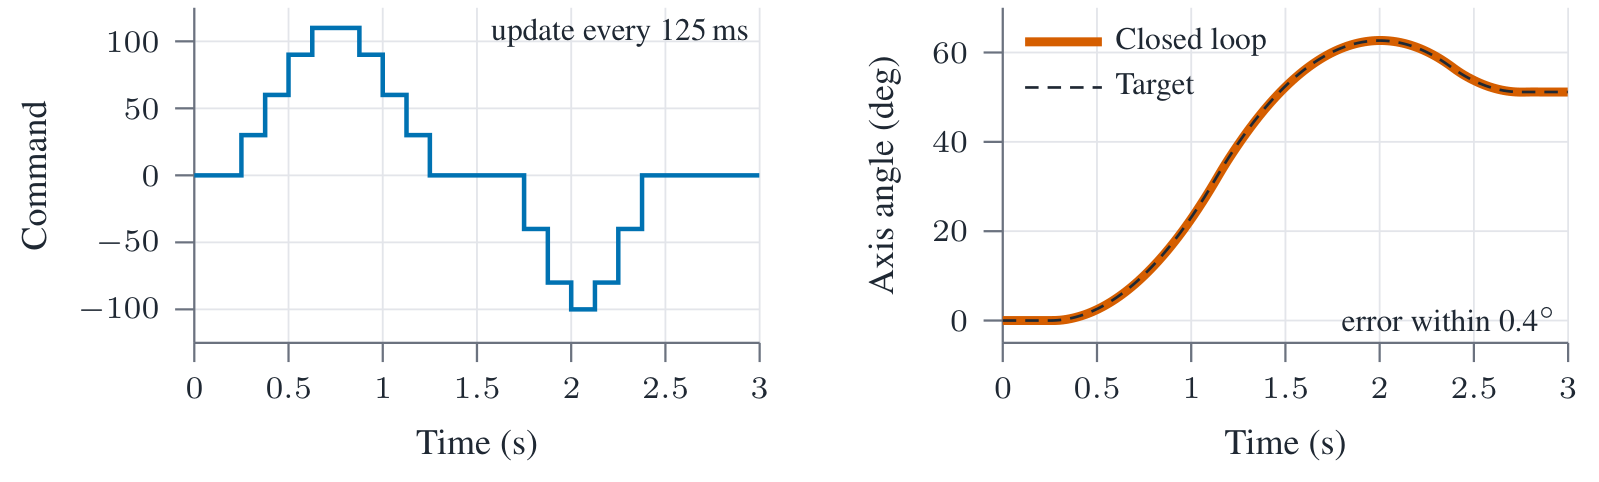 update every 125 ms
100
50
0
−50
−100
Command
0 0.5 1 1.5 2 2.5 3
Time (s)
Closed loop
Target
60
40
20
0
Axis angle (deg)
error within 0.4°
0 0.5 1 1.5 2 2.5 3
Time (s)